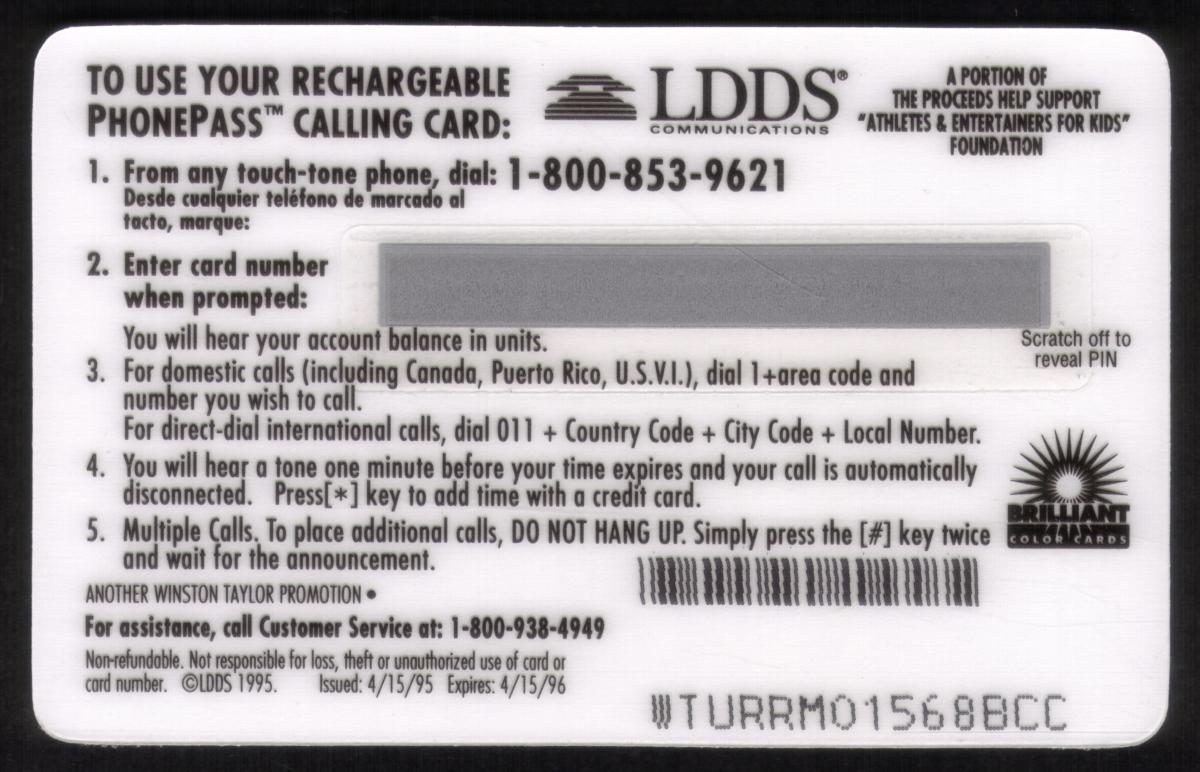 TO USE YOUR RECHARGEABLE
PHONEPASS™ CALLING CARD:
LDDS®
COMMUNICATIONS
A PORTION OF
THE PROCEEDS HELP SUPPORT
"ATHLETES & ENTERTAINERS FOR KIDS"
FOUNDATION
1. From any touch-tone phone, dial: 1-800-853-9621
Desde cualquier teléfono de marcado al
tacto, marque:
2. Enter card number
when prompted:
You will hear your account balance in units.
Scratch off to
reveal PIN
3. For domestic calls (including Canada, Puerto Rico, U.S.V.I.), dial 1+area code and
number you wish to call.
For direct-dial international calls, dial 011 + Country Code + City Code + Local Number.
4. You will hear a tone one minute before your time expires and your call is automatically
disconnected. Press[*] key to add time with a credit card.
5. Multiple Calls. To place additional calls, DO NOT HANG UP. Simply press the [#] key twice
and wait for the announcement.
BRILLIANT
COLOR CARDS
ANOTHER WINSTON TAYLOR PROMOTION •
For assistance, call Customer Service at: 1-800-938-4949
Non-refundable. Not responsible for loss, theft or unauthorized use of card or
card number. ©LDDS 1995. Issued: 4/15/95 Expires: 4/15/96
TURRM01568BCC